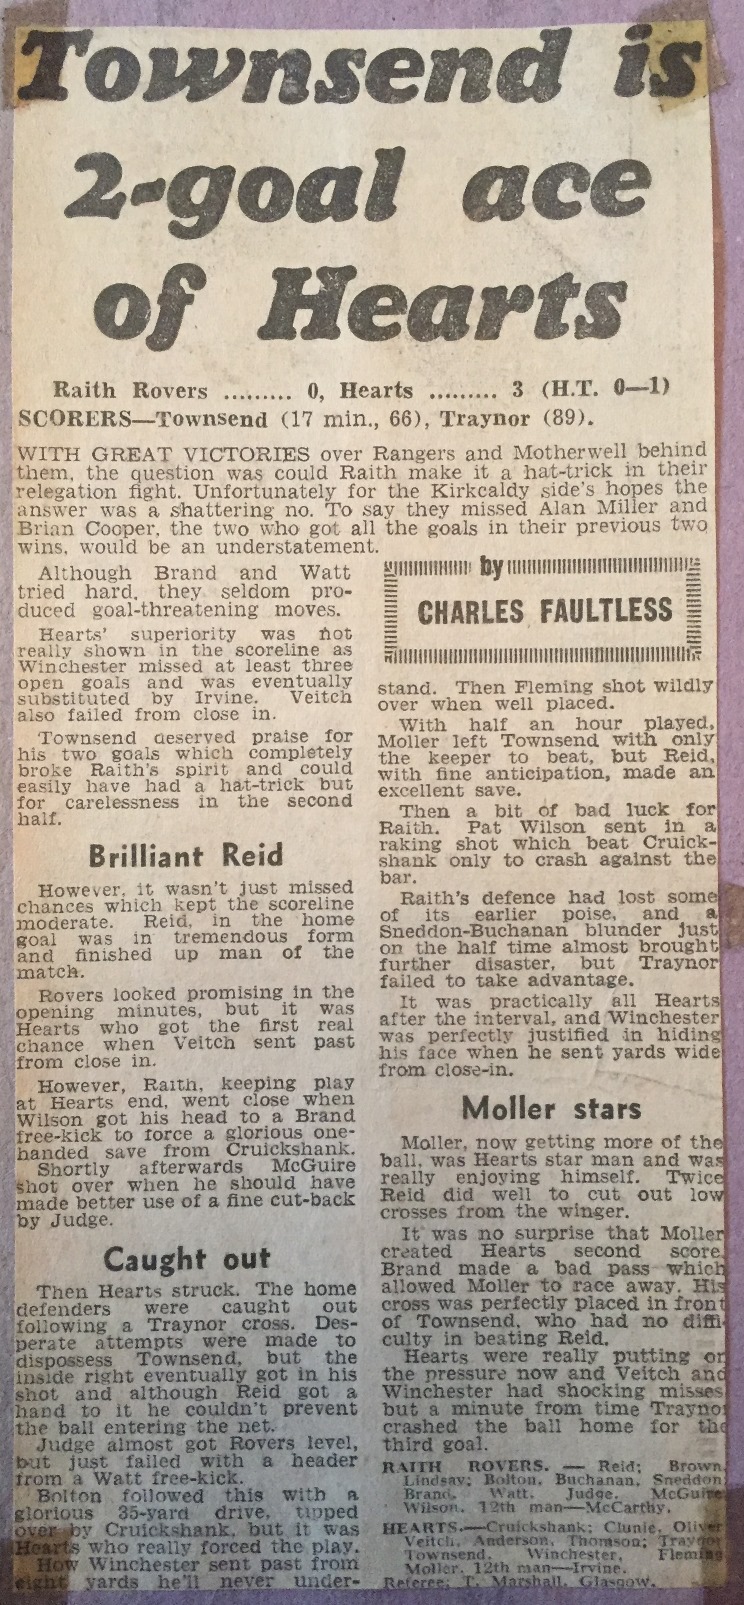 Townsend is
2-goal ace
of Hearts
Raith Rovers ......... 0, Hearts ......... 3 (H.T. 0—1)
SCORERS—Townsend (17 min., 66), Traynor (89).
WITH GREAT VICTORIES over Rangers and Motherwell behind
them, the question was could Raith make it a hat-trick in their
relegation fight. Unfortunately for the Kirkcaldy side's hopes the
answer was a shattering no. To say they missed Alan Miller and
Brian Cooper, the two who got all the goals in their previous two
wins, would be an understatement.
Although Brand and Watt
tried hard, they seldom pro-
duced goal-threatening moves.
Hearts' superiority was not
really shown in the scoreline as
Winchester missed at least three
open goals and was eventually
substituted by Irvine. Veitch
also failed from close in.
Townsend deserved praise for
his two goals which completely
broke Raith's spirit and could
easily have had a hat-trick but
for carelessness in the second
half.
Brilliant Reid
However, it wasn't just missed
chances which kept the scoreline
moderate. Reid, in the home
goal was in tremendous form
and finished up man of the
match.
Rovers looked promising in the
opening minutes, but it was
Hearts who got the first real
chance when Veitch sent past
from close in.
However, Raith, keeping play
at Hearts end, went close when
Wilson got his head to a Brand
free-kick to force a glorious one-
handed save from Cruickshank.
Shortly afterwards McGuire
shot over when he should have
made better use of a fine cut-back
by Judge.
Caught out
Then Hearts struck. The home
defenders were caught out
following a Traynor cross. Des-
perate attempts were made to
dispossess Townsend, but the
inside right eventually got in his
shot and although Reid got a
hand to it he couldn't prevent
the ball entering the net.
Judge almost got Rovers level,
but just failed with a header
from a Watt free-kick.
Bolton followed this with a
glorious 35-yard drive, tipped
over by Cruickshank, but it was
Hearts who really forced the play.
How Winchester sent past from
eight yards he'll never under-
by
CHARLES FAULTLESS
stand. Then Fleming shot wildly
over when well placed.
With half an hour played,
Moller left Townsend with only
the keeper to beat, but Reid,
with fine anticipation, made an
excellent save.
Then a bit of bad luck for
Raith. Pat Wilson sent in a
raking shot which beat Cruick-
shank only to crash against the
bar.
Raith's defence had lost some
of its earlier poise, and a
Sneddon-Buchanan blunder just
on the half time almost brought
further disaster, but Traynor
failed to take advantage.
It was practically all Hearts
after the interval, and Winchester
was perfectly justified in hiding
his face when he sent yards wide
from close-in.
Moller stars
Moller, now getting more of the
ball, was Hearts star man and was
really enjoying himself. Twice
Reid did well to cut out low
crosses from the winger.
It was no surprise that Moller
created Hearts second score.
Brand made a bad pass which
allowed Moller to race away. His
cross was perfectly placed in front
of Townsend, who had no diffi-
culty in beating Reid.
Hearts were really putting on
the pressure now and Veitch and
Winchester had shocking misses,
but a minute from time Traynor
crashed the ball home for the
third goal.
RAITH ROVERS. — Reid; Brown,
Lindsay; Bolton, Buchanan, Sneddon;
Brand, Watt, Judge, McGuire,
Wilson. 12th man—McCarthy.
HEARTS.—Cruickshank; Clunie, Oliver
Veitch, Anderson, Thomson; Traynor
Townsend, Winchester, Fleming
Moller. 12th man—Irvine.
Referee: T. Marshall, Glasgow.